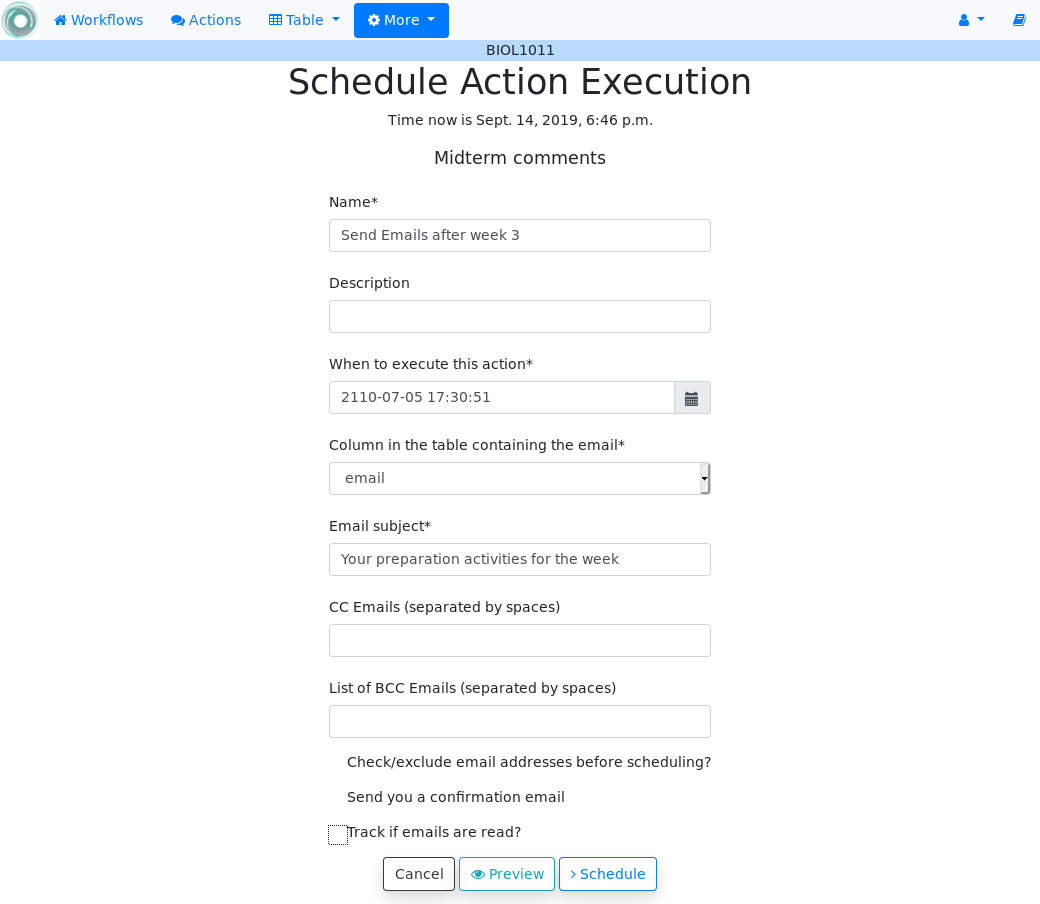 Workflows Actions Table More
BIOL1011
Schedule Action Execution
Time now is Sept. 14, 2019, 6:46 p.m.
Midterm comments
Name*
Send Emails after week 3
Description
When to execute this action*
2110-07-05 17:30:51
Column in the table containing the email*
email
Email subject*
Your preparation activities for the week
CC Emails (separated by spaces)
List of BCC Emails (separated by spaces)
Check/exclude email addresses before scheduling?
Send you a confirmation email
Track if emails are read?
Cancel Preview Schedule